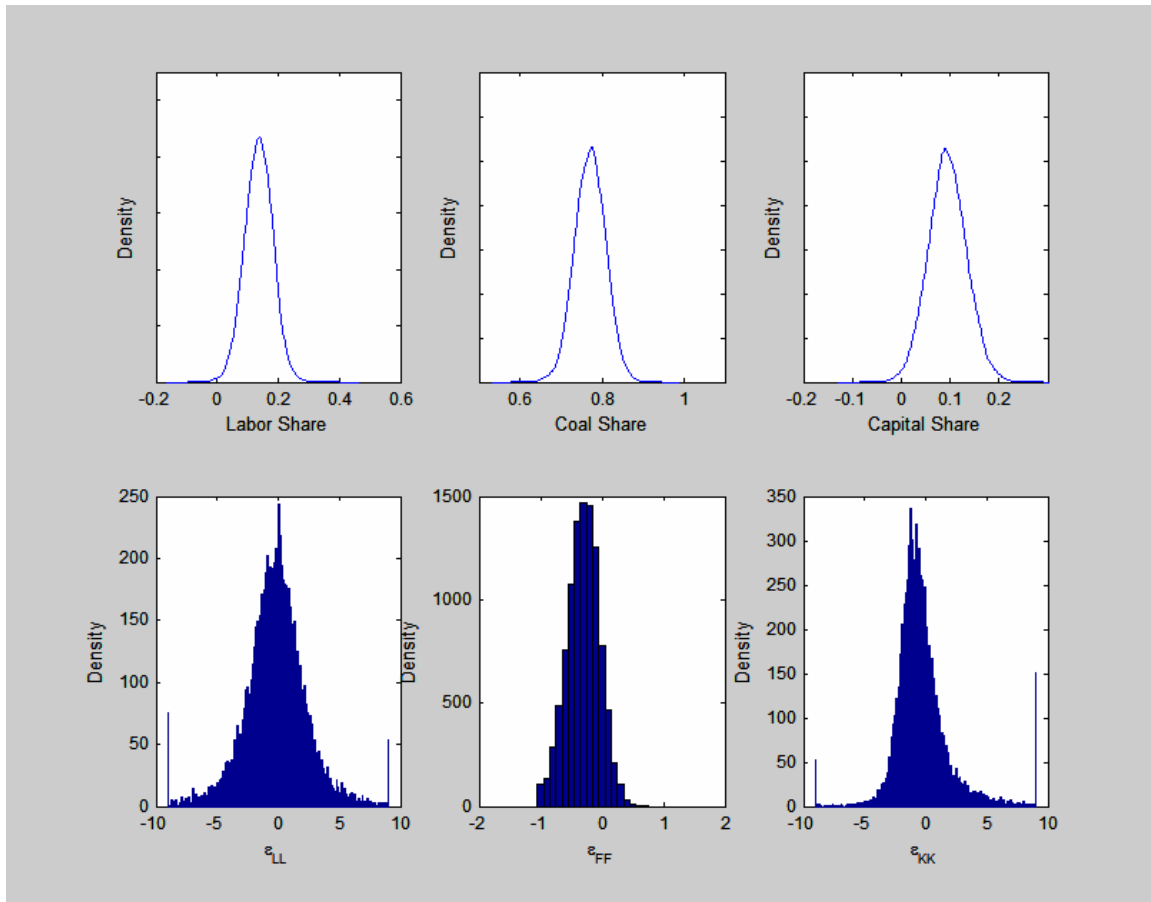 Density
-0.2 0 0.2 0.4 0.6
Labor Share
Density
0.6 0.8 1
Coal Share
Density
-0.2 -0.1 0 0.1 0.2
Capital Share
Density
250
200
150
100
50
0
-10 -5 0 5 10
εLL
Density
1500
1000
500
0
-2 -1 0 1 2
εFF
Density
350
300
250
200
150
100
50
0
-10 -5 0 5 10
εKK